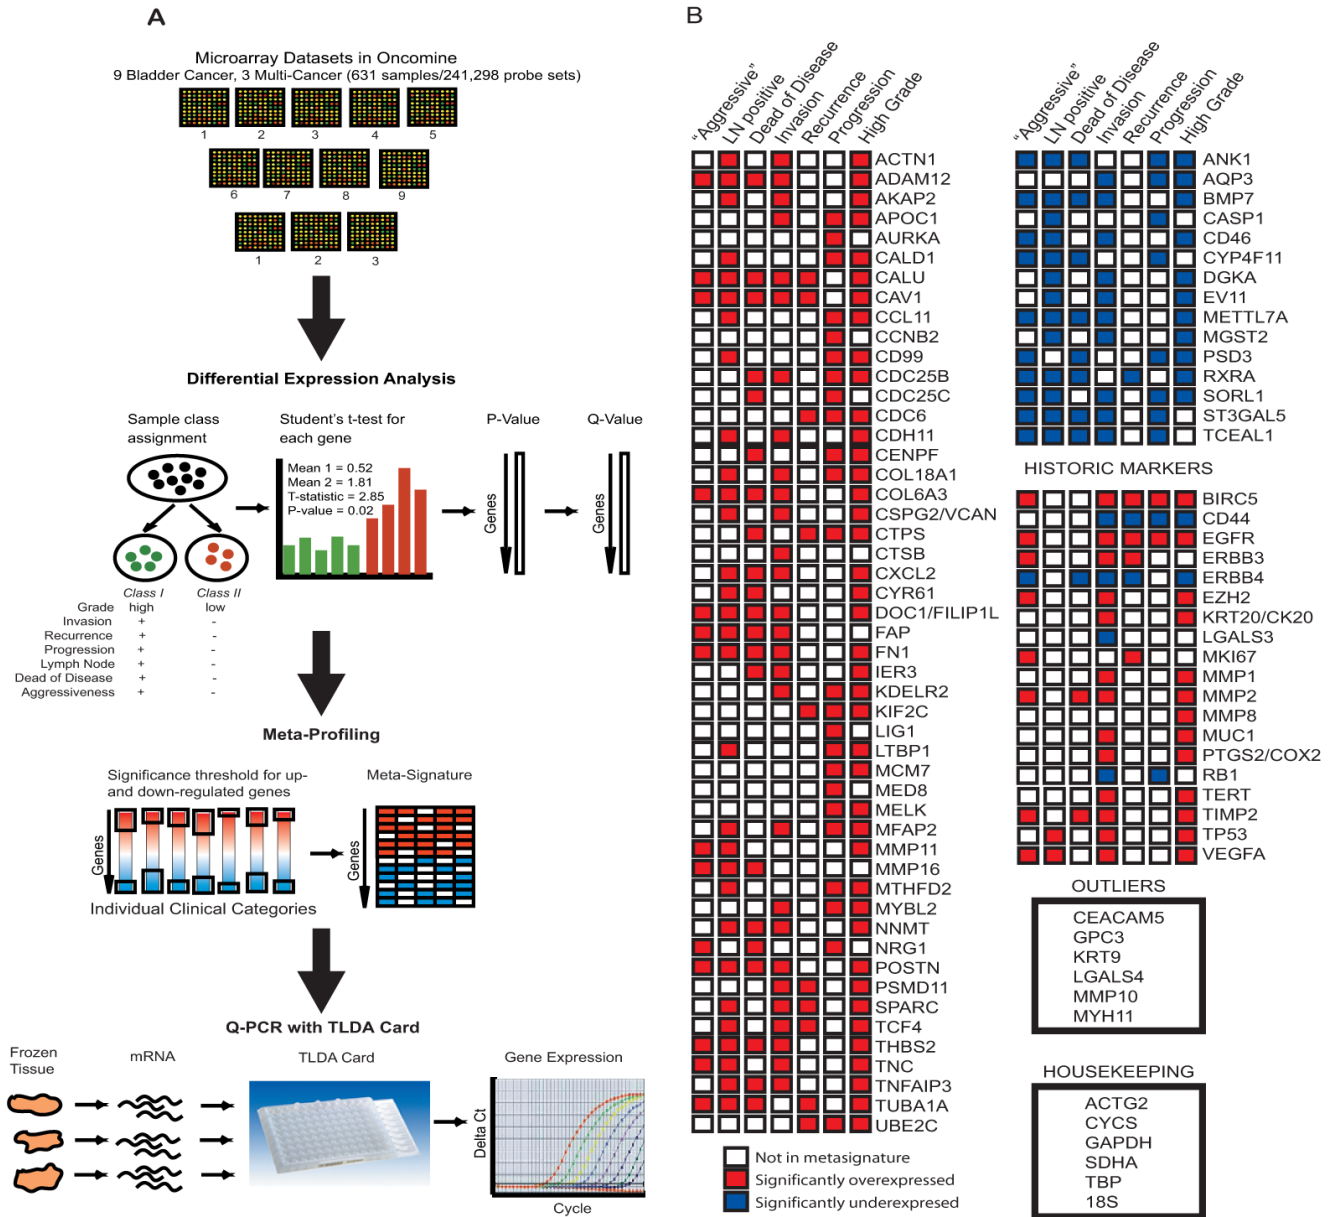 A
Microarray Datasets in Oncomine
9 Bladder Cancer, 3 Multi-Cancer (631 samples/241,298 probe sets)
1 2 3 4 5
6 7 8 9
1 2 3
Differential Expression Analysis
Sample class
assignment
Student's t-test for
each gene
P-Value
Q-Value
Mean 1 = 0.52
Mean 2 = 1.81
T-statistic = 2.85
P-value = 0.02
Genes
Genes
Class I Class II
Grade high low
Invasion + -
Recurrence + -
Progression + -
Lymph Node + -
Dead of Disease + -
Aggressiveness + -
Meta-Profiling
Significance threshold for up-
and down-regulated genes
Meta-Signature
Genes
Genes
Individual Clinical Categories
Q-PCR with TLDA Card
Frozen
Tissue
mRNA
TLDA Card
Gene Expression
Delta Ct
Cycle
B
"Aggressive"
LN positive
Dead of Disease
Invasion
Recurrence
Progression
High Grade
ACTN1
ADAM12
AKAP2
APOC1
AURKA
CALD1
CALU
CAV1
CCL11
CCNB2
CD99
CDC25B
CDC25C
CDC6
CDH11
CENPF
COL18A1
COL6A3
CSPG2/VCAN
CTPS
CTSB
CXCL2
CYR61
DOC1/FILIP1L
FAP
FN1
IER3
KDELR2
KIF2C
LIG1
LTBP1
MCM7
MED8
MELK
MFAP2
MMP11
MMP16
MTHFD2
MYBL2
NNMT
NRG1
POSTN
PSMD11
SPARC
TCF4
THBS2
TNC
TNFAIP3
TUBA1A
UBE2C
Not in metasignature
Significantly overexpressed
Significantly underexpresed
"Aggressive"
LN positive
Dead of Disease
Invasion
Recurrence
Progression
High Grade
ANK1
AQP3
BMP7
CASP1
CD46
CYP4F11
DGKA
EV11
METTL7A
MGST2
PSD3
RXRA
SORL1
ST3GAL5
TCEAL1
HISTORIC MARKERS
BIRC5
CD44
EGFR
ERBB3
ERBB4
EZH2
KRT20/CK20
LGALS3
MKI67
MMP1
MMP2
MMP8
MUC1
PTGS2/COX2
RB1
TERT
TIMP2
TP53
VEGFA
OUTLIERS
CEACAM5
GPC3
KRT9
LGALS4
MMP10
MYH11
HOUSEKEEPING
ACTG2
CYCS
GAPDH
SDHA
TBP
18S